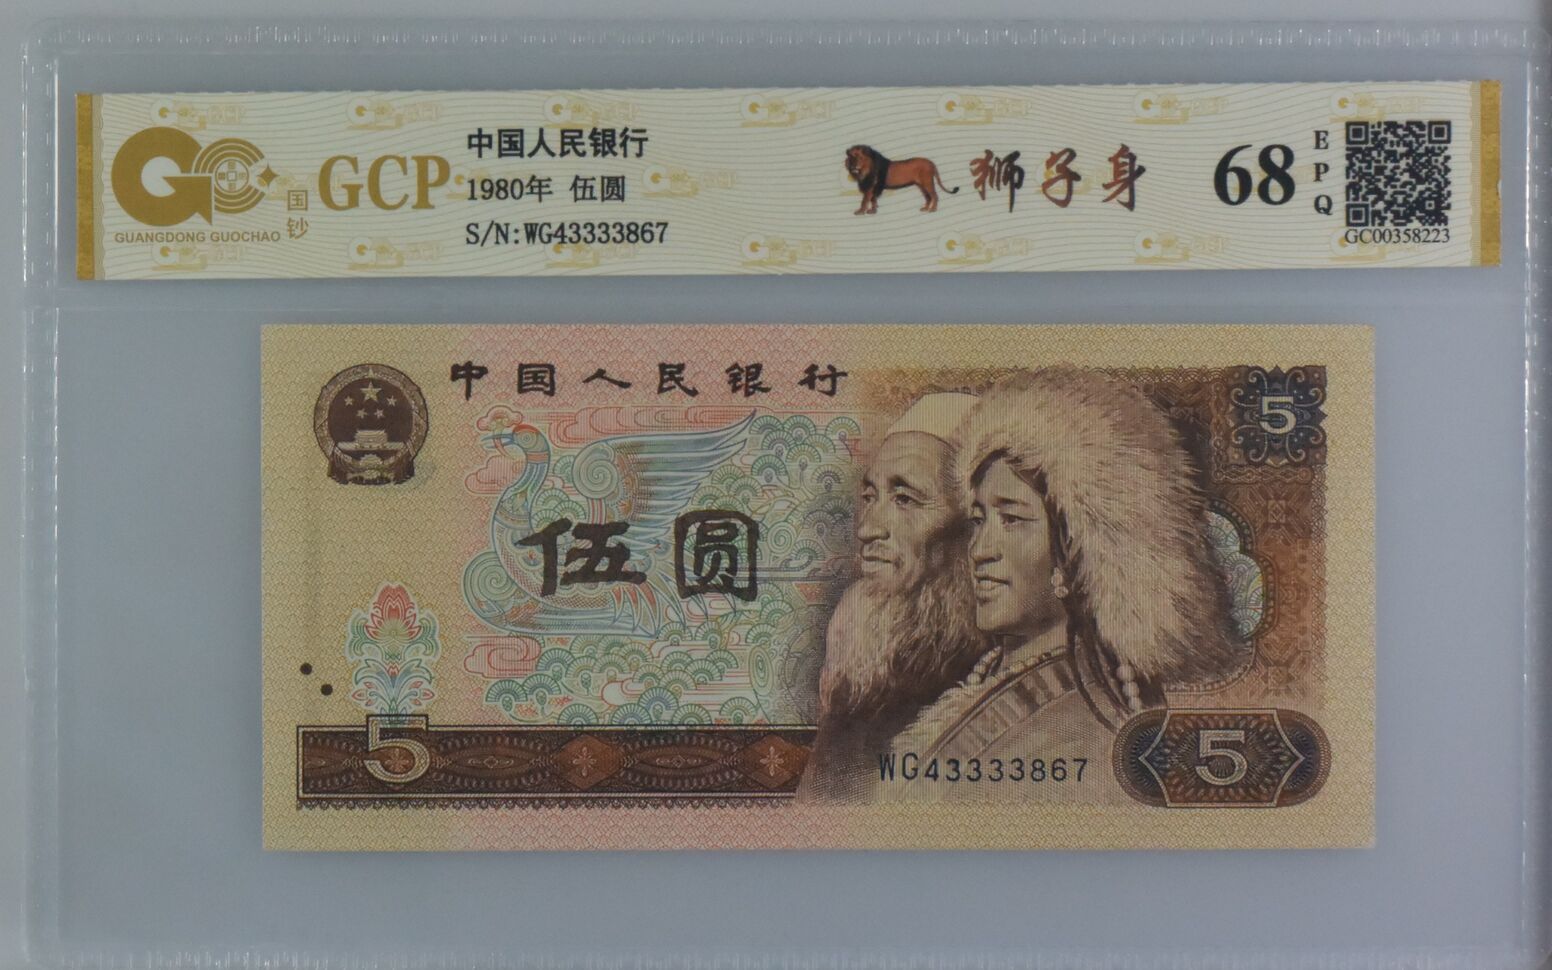 GUANGDONG GUOCHAO
国钞
GCP
中国人民银行
1980年 伍圆
S/N:WG43333867
狮子身
68
EPQ
GC00358223
中国人民银行
5
伍圆
5
WG43333867
5